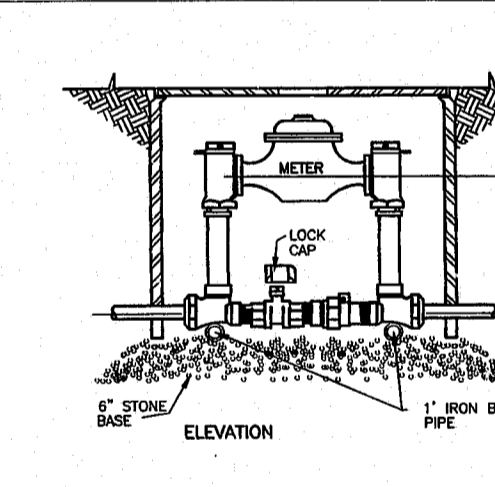 METER
LOCK
CAP
6" STONE
BASE
1' IRON B
PIPE
ELEVATION